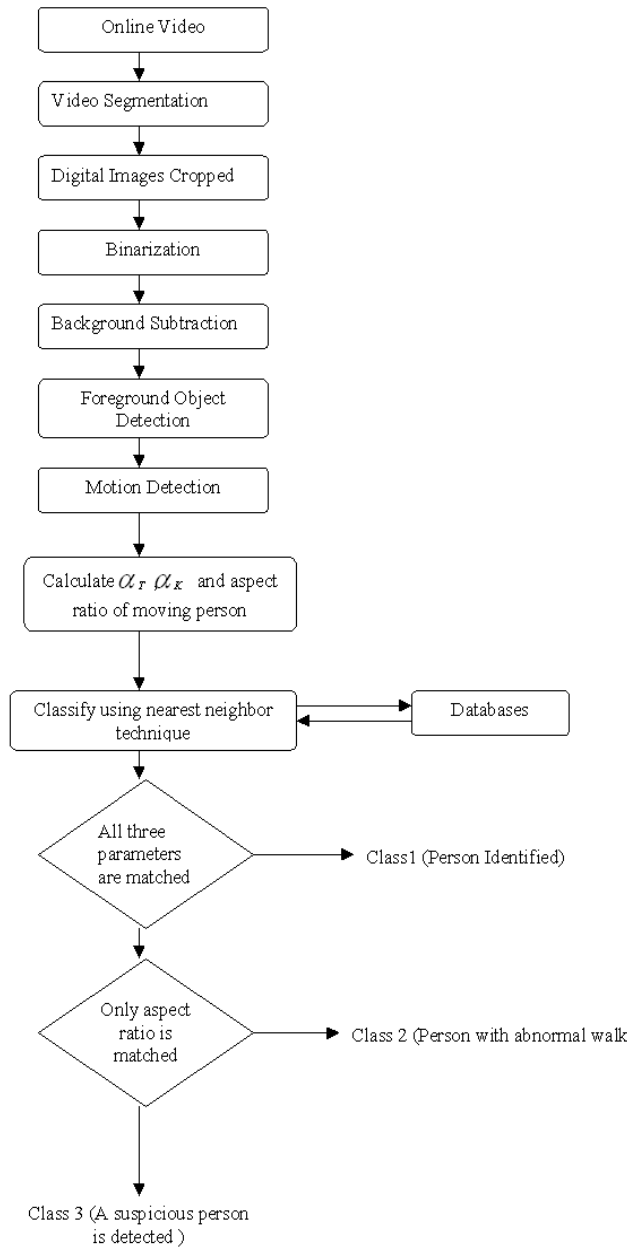 Online Video
Video Segmentation
Digital Images Cropped
Binarization
Background Subtraction
Foreground Object
Detection
Motion Detection
Calculate α_T α_K and aspect
ratio of moving person
Classify using nearest neighbor
technique
Databases
All three
parameters
are matched
Class1 (Person Identified)
Only aspect
ratio is
matched
Class 2 (Person with abnormal walk
Class 3 (A suspicious person
is detected )